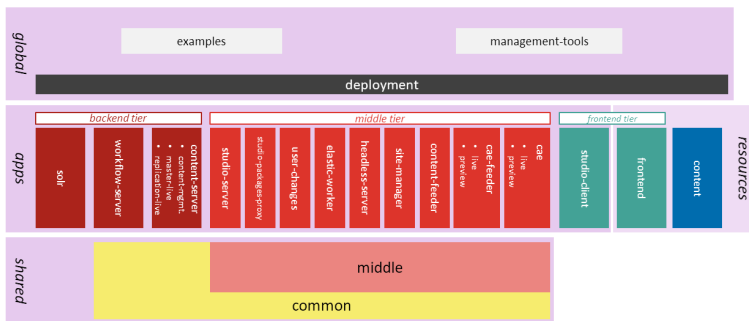 global
examples
management-tools
deployment
apps
backend tier
middle tier
frontend tier
solr
workflow-server
content-server
• content-mgmt.
• master-live
• replication-live
studio-server
studio-packages-proxy
user-changes
elastic-worker
headless-server
site-manager
content-feeder
cae-feeder
• live
• preview
cae
• live
• preview
studio-client
frontend
content
resources
shared
middle
common